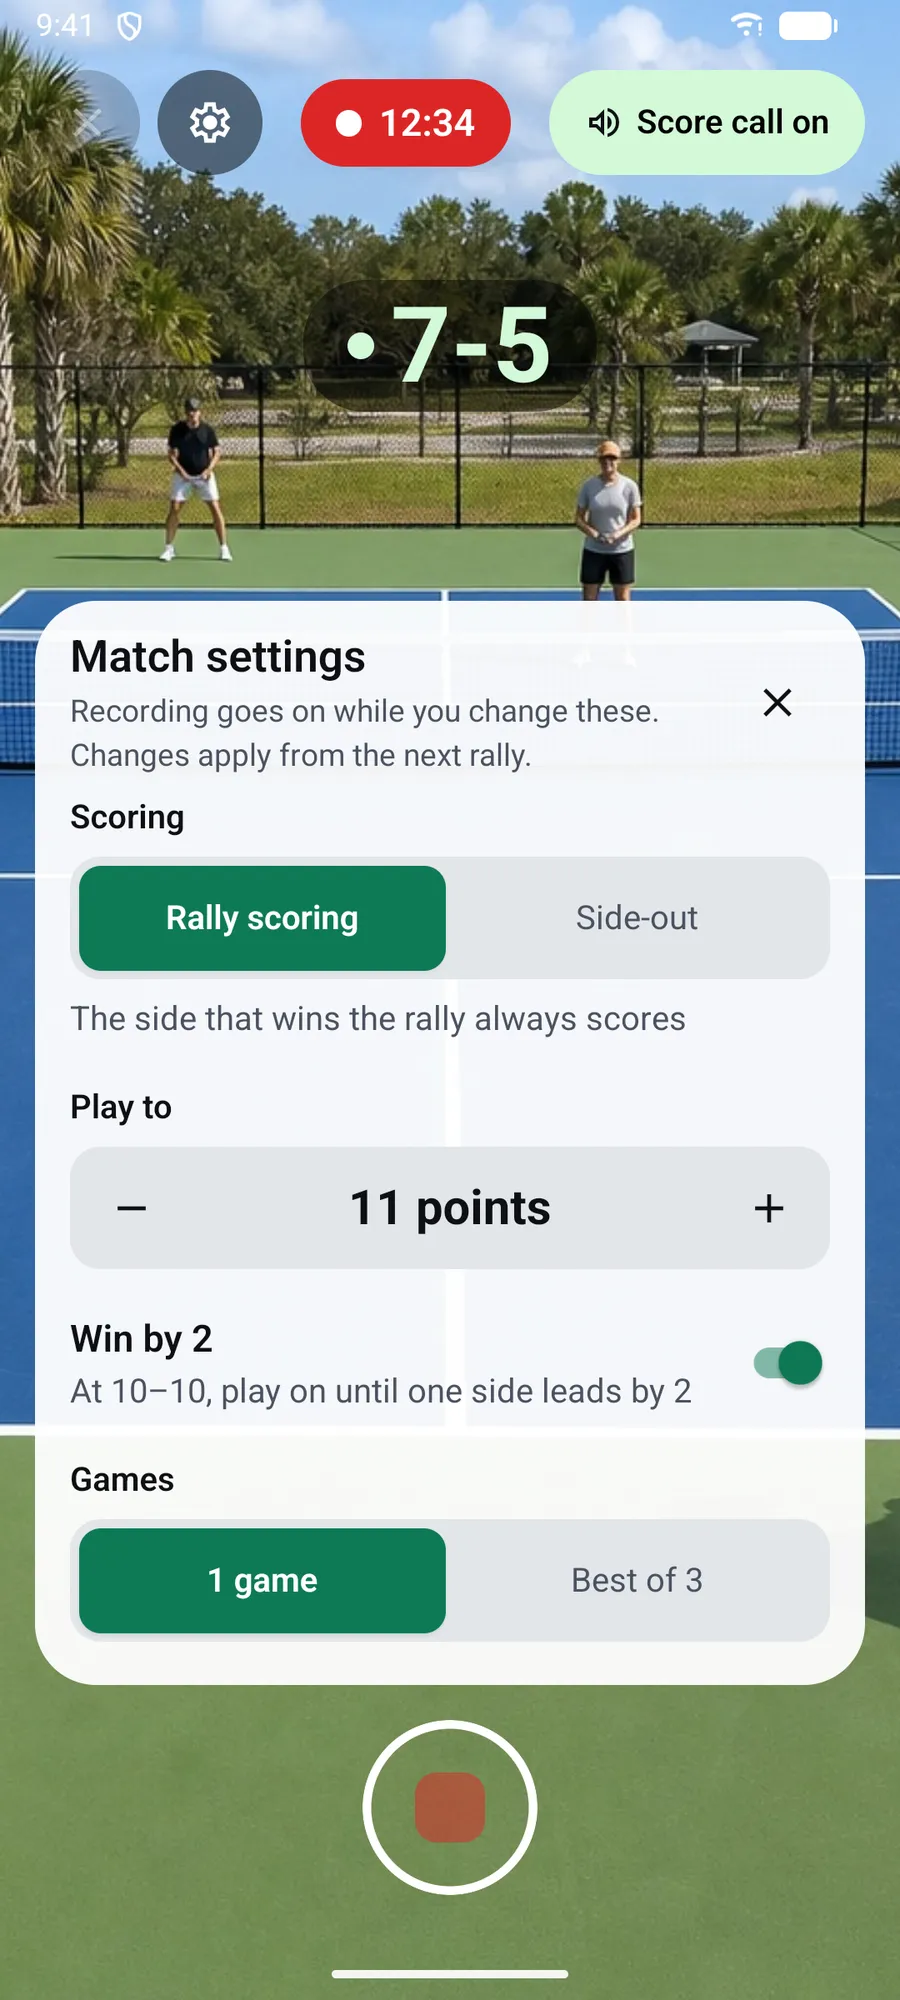 9:41
12:34
Score call on
7-5
Match settings
Recording goes on while you change these.
Changes apply from the next rally.
Scoring
Rally scoring
Side-out
The side that wins the rally always scores
Play to
− 11 points +
Win by 2
At 10–10, play on until one side leads by 2
Games
1 game
Best of 3